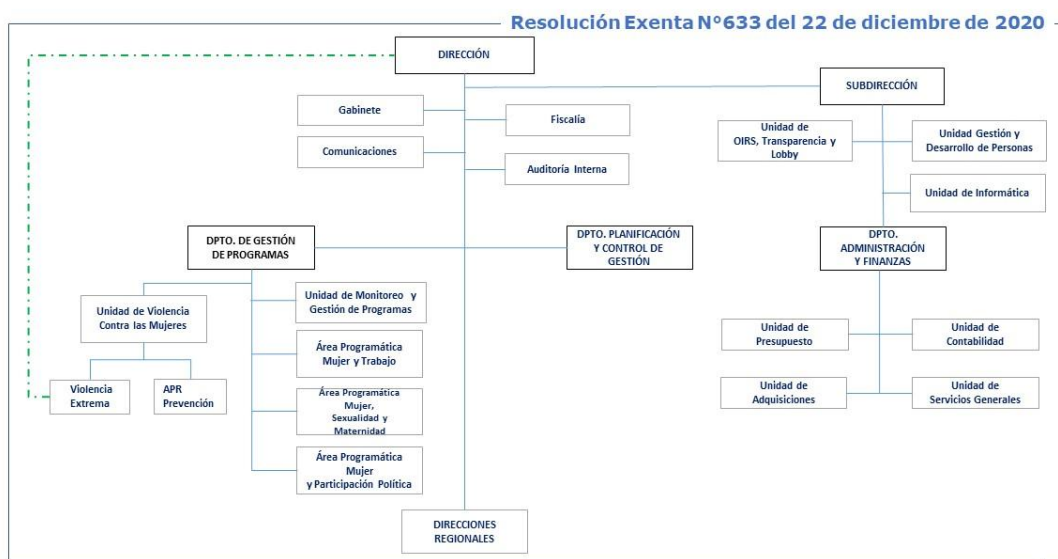 Resolución Exenta N°633 del 22 de diciembre de 2020
DIRECCIÓN
SUBDIRECCIÓN
Gabinete
Fiscalía
Comunicaciones
Auditoría Interna
Unidad de
OIRS, Transparencia y
Lobby
Unidad Gestión y
Desarrollo de Personas
Unidad de Informática
DPTO. DE GESTIÓN
DE PROGRAMAS
DPTO. PLANIFICACIÓN
Y CONTROL DE
GESTIÓN
DPTO.
ADMINISTRACIÓN
Y FINANZAS
Unidad de Violencia
Contra las Mujeres
Unidad de Monitoreo y
Gestión de Programas
Área Programática
Mujer y Trabajo
Violencia
Extrema
APR
Prevención
Área Programática
Mujer,
Sexualidad y
Maternidad
Área Programática
Mujer
y Participación Política
Unidad de
Presupuesto
Unidad de
Contabilidad
Unidad de
Adquisiciones
Unidad de
Servicios Generales
DIRECCIONES
REGIONALES